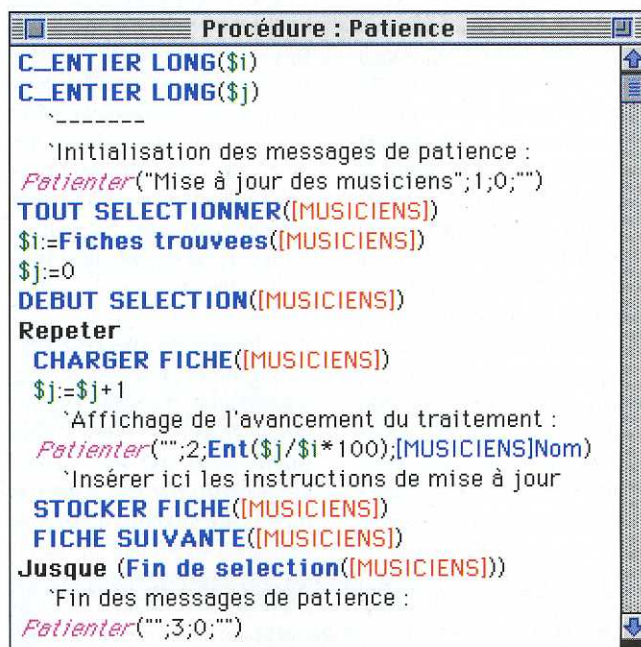 Procédure : Patience
C_ENTIER LONG($i)
C_ENTIER LONG($j)
`-------
`Initialisation des messages de patience :
Patienter("Mise à jour des musiciens";1;0;"")
TOUT SELECTIONNER([MUSICIENS])
$i:=Fiches trouvees([MUSICIENS])
$j:=0
DEBUT SELECTION([MUSICIENS])
Repeter
CHARGER FICHE([MUSICIENS])
$j:=$j+1
`Affichage de l'avancement du traitement :
Patienter("";2;Ent($j/$i*100);[MUSICIENS]Nom)
`Insérer ici les instructions de mise à jour
STOCKER FICHE([MUSICIENS])
FICHE SUIVANTE([MUSICIENS])
Jusque (Fin de selection([MUSICIENS]))
`Fin des messages de patience :
Patienter("";3;0;"")